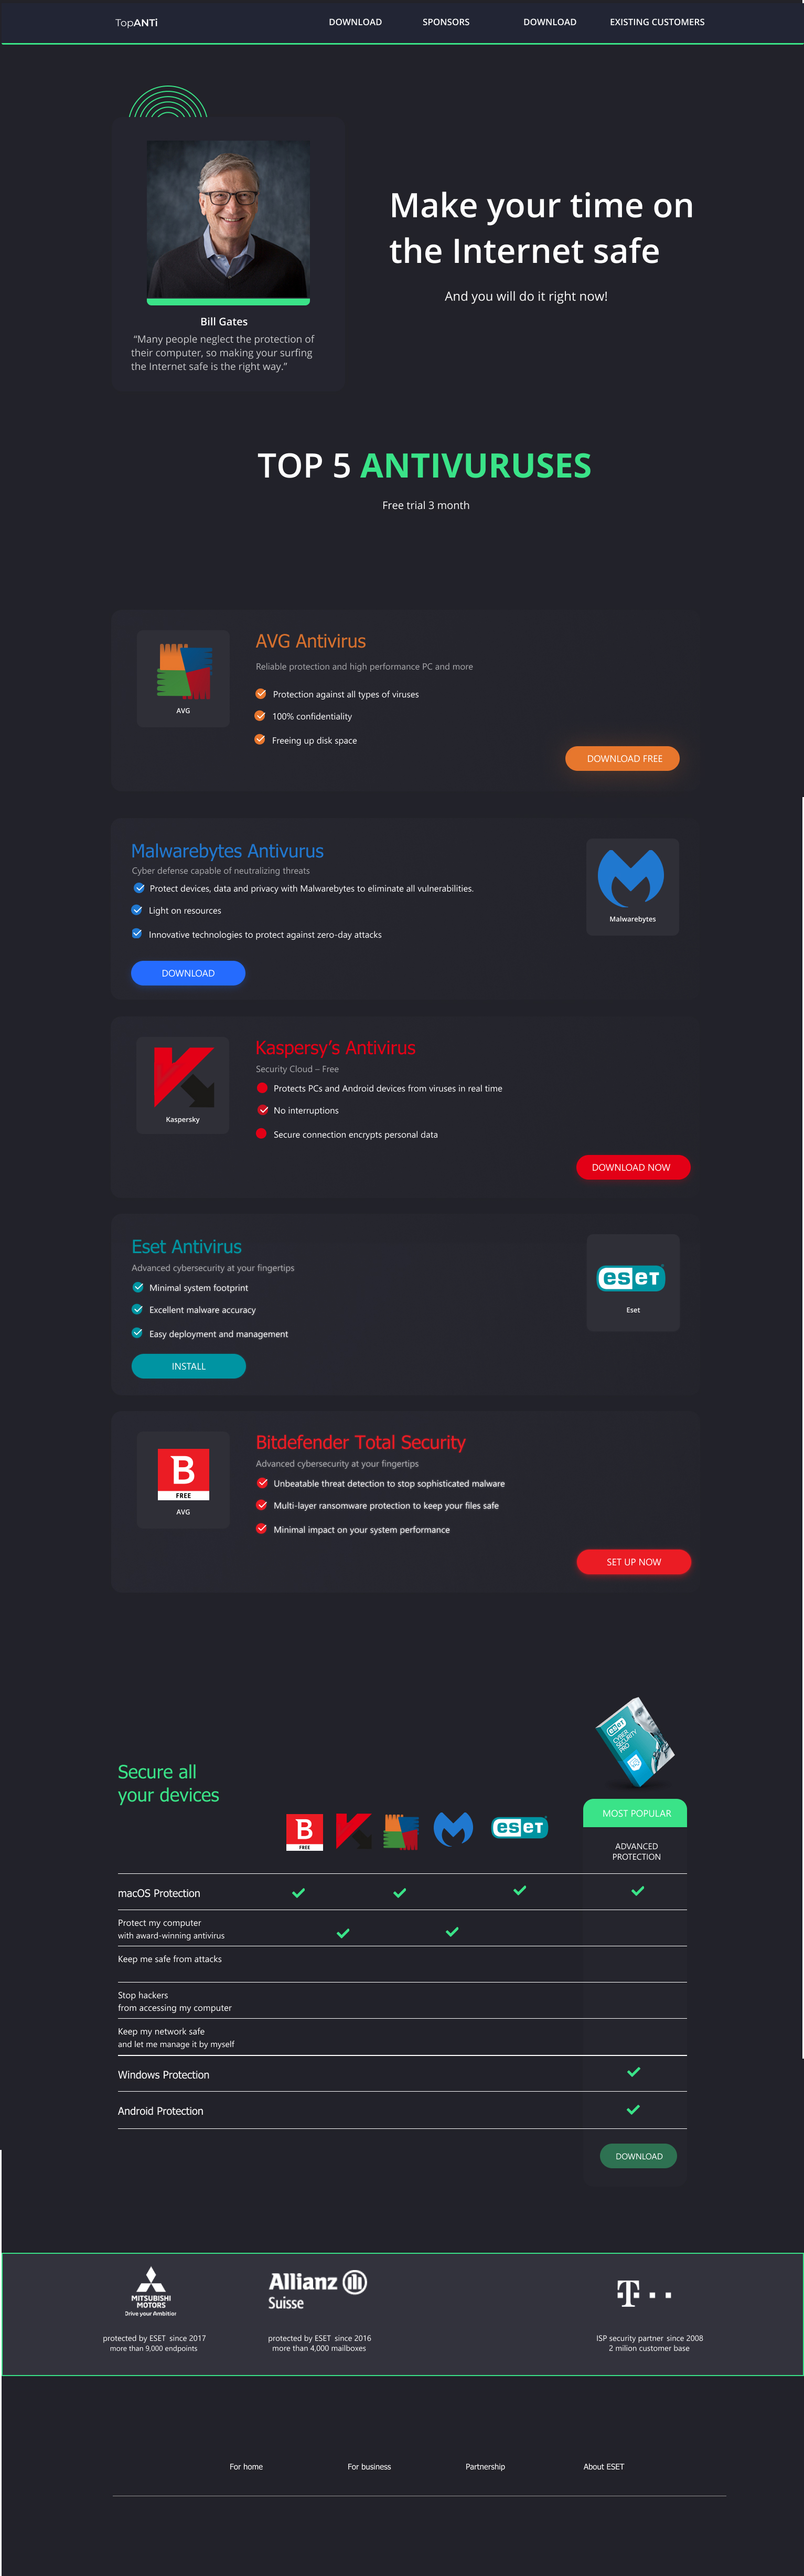 TopANTi
DOWNLOAD
SPONSORS
DOWNLOAD
EXISTING CUSTOMERS
Make your time on
the Internet safe
And you will do it right now!
Bill Gates
“Many people neglect the protection of
their computer, so making your surfing
the Internet safe is the right way.”
TOP 5 ANTIVURUSES
Free trial 3 month
AVG
AVG Antivirus
Reliable protection and high performance PC and more
Protection against all types of viruses
100% confidentiality
Freeing up disk space
DOWNLOAD FREE
Malwarebytes Antivurus
Cyber defense capable of neutralizing threats
Protect devices, data and privacy with Malwarebytes to eliminate all vulnerabilities.
Light on resources
Innovative technologies to protect against zero-day attacks
DOWNLOAD
Malwarebytes
Kaspersky
Kaspersy’s Antivirus
Security Cloud – Free
Protects PCs and Android devices from viruses in real time
No interruptions
Secure connection encrypts personal data
DOWNLOAD NOW
Eset Antivirus
Advanced cybersecurity at your fingertips
Minimal system footprint
Excellent malware accuracy
Easy deployment and management
INSTALL
eseT
Eset
B
FREE
AVG
Bitdefender Total Security
Advanced cybersecurity at your fingertips
Unbeatable threat detection to stop sophisticated malware
Multi-layer ransomware protection to keep your files safe
Minimal impact on your system performance
SET UP NOW
eseT
CYBER
SECURITY
PRO
Secure all
your devices
B
FREE
eseT
MOST POPULAR
ADVANCED
PROTECTION
macOS Protection
Protect my computer
with award-winning antivirus
Keep me safe from attacks
Stop hackers
from accessing my computer
Keep my network safe
and let me manage it by myself
Windows Protection
Android Protection
DOWNLOAD
MITSUBISHI
MOTORS
Drive your Ambition
protected by ESET since 2017
more than 9,000 endpoints
Allianz
Suisse
protected by ESET since 2016
more than 4,000 mailboxes
T
ISP security partner since 2008
2 milion customer base
For home
For business
Partnership
About ESET